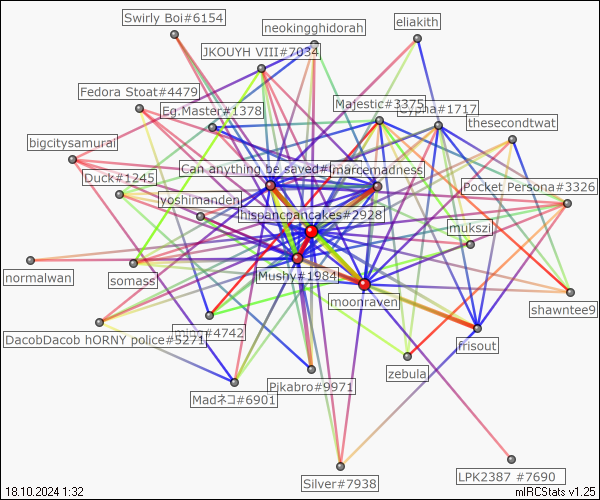 Swirly Boi#6154
neokingghidorah
eliakith
JKOUYH VIII#7034
Fedora Stoat#4479
Eg.Master#1378
Majestic#3375
#1717
thesecondtwat
bigcitysamurai
Duck#1245
Can anything be saved#
marcemadness
Pocket Persona#3326
yoshimanden
hispancpancakes#2928
mukszi
normalwan
somass
Mushy#1984
moonraven
shawntee9
DacobDacob hORNY police#5271
#4742
frisout
zebula
Madネコ#6901
Pikabro#9971
Silver#7938
LPK2387 #7690
18.10.2024 1:32
mIRCStats v1.25